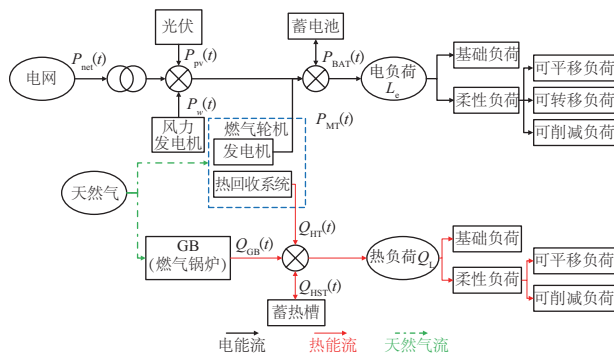 光伏
蓄电池
电网
P_net(t)
P_pv(t)
P_BAT(t)
P_w(t)
风力
发电机
电负荷
L_e
基础负荷
柔性负荷
可平移负荷
可转移负荷
可削减负荷
燃气轮机
P_MT(t)
发电机
热回收系统
天然气
Q_HT(t)
GB
(燃气锅炉)
Q_GB(t)
热负荷Q_L
基础负荷
柔性负荷
可平移负荷
可削减负荷
Q_HST(t)
蓄热槽
电能流
热能流
天然气流